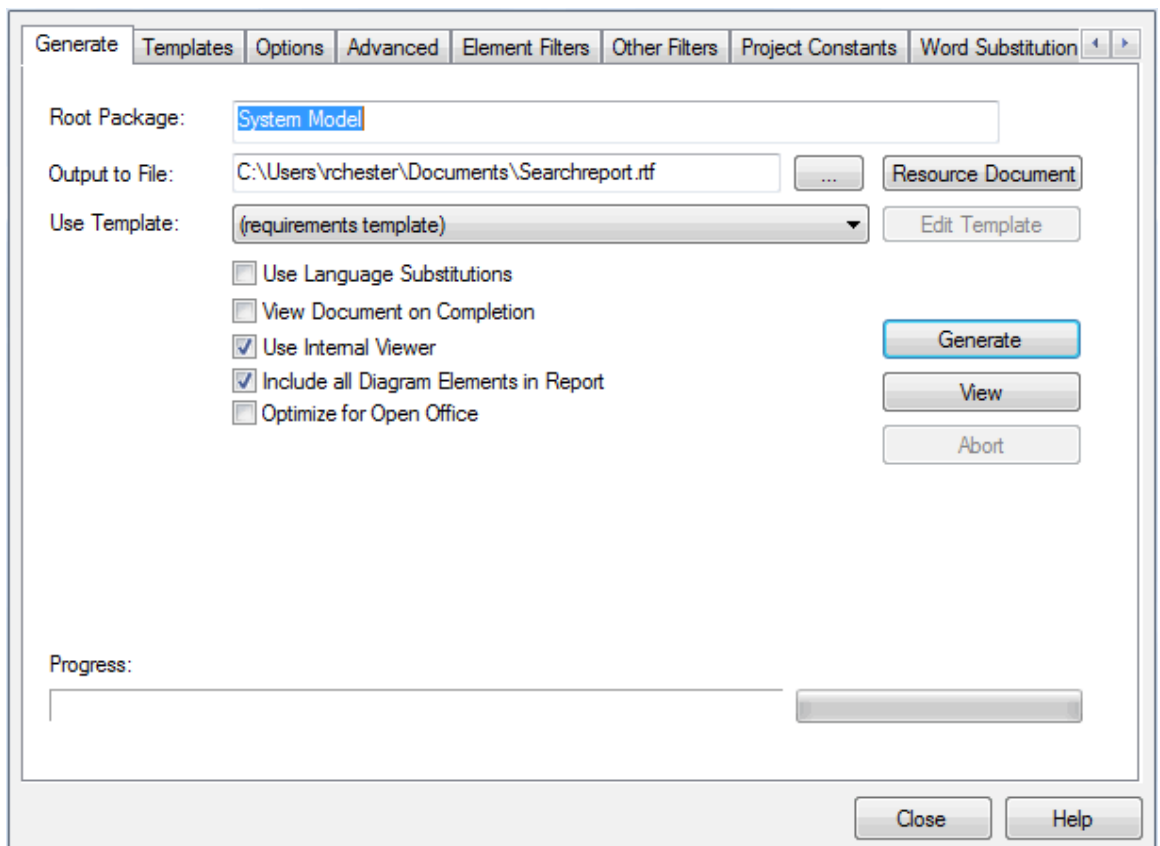 Generate Templates Options Advanced Element Filters Other Filters Project Constants Word Substitution
Root Package: System Model
Output to File: C:\Users\rchester\Documents\Searchreport.rtf ... Resource Document
Use Template: (requirements template) Edit Template
Use Language Substitutions
View Document on Completion
Use Internal Viewer
Generate
Include all Diagram Elements in Report
View
Optimize for Open Office
Abort
Progress:
Close Help